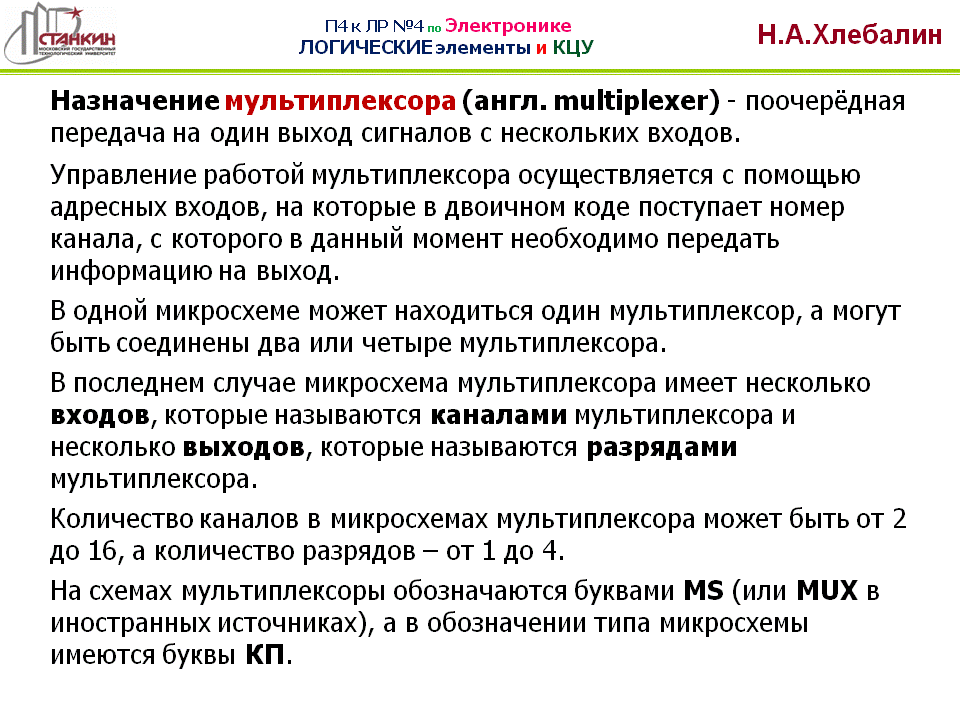 СТАНКИН
МОСКОВСКИЙ ГОСУДАРСТВЕННЫЙ
ТЕХНОЛОГИЧЕСКИЙ УНИВЕРСИТЕТ
П4 к ЛР №4 по Электронике
ЛОГИЧЕСКИЕ элементы и КЦУ
Н.А.Хлебалин
Назначение мультиплексора (англ. multiplexer) - поочерёдная
передача на один выход сигналов с нескольких входов.
Управление работой мультиплексора осуществляется с помощью
адресных входов, на которые в двоичном коде поступает номер
канала, с которого в данный момент необходимо передать
информацию на выход.
В одной микросхеме может находиться один мультиплексор, а могут
быть соединены два или четыре мультиплексора.
В последнем случае микросхема мультиплексора имеет несколько
входов, которые называются каналами мультиплексора и
несколько выходов, которые называются разрядами
мультиплексора.
Количество каналов в микросхемах мультиплексора может быть от 2
до 16, а количество разрядов – от 1 до 4.
На схемах мультиплексоры обозначаются буквами MS (или MUX в
иностранных источниках), а в обозначении типа микросхемы
имеются буквы КП.